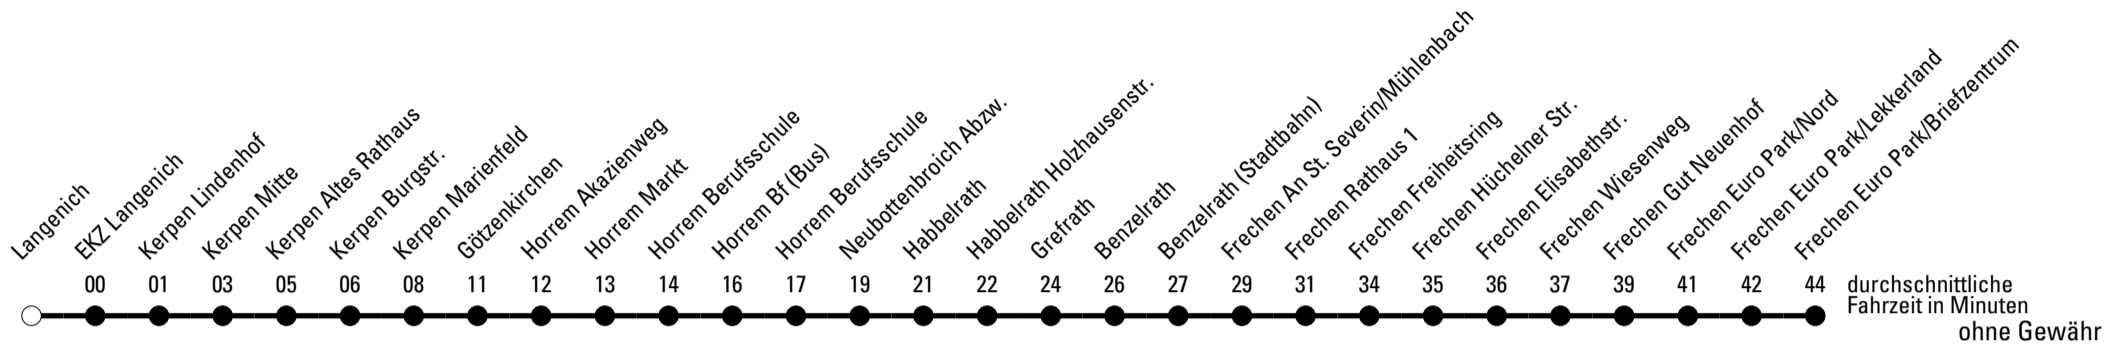 Langenich
EKZ Langenich
Kerpen Lindenhof
Kerpen Mitte
Kerpen Altes Rathaus
Kerpen Burgstr.
Kerpen Marienfeld
Götzenkirchen
Horrem Akazienweg
Horrem Markt
Horrem Berufsschule
Horrem Bf (Bus)
Horrem Berufsschule
Neubottenbroich Abzw.
Habbelrath
Habbelrath Holzhausenstr.
Grefrath
Benzelrath
Benzelrath (Stadtbahn)
Frechen An St. Severin/Mühlenbach
Frechen Rathaus 1
Frechen Freiheitsring
Frechen Hüchelner Str.
Frechen Elisabethstr.
Frechen Wiesenweg
Frechen Gut Neuenhof
Frechen Euro Park/Nord
Frechen Euro Park/Lekkerland
Frechen Euro Park/Briefzentrum
00 01 03 05 06 08 11 12 13 14 16 17 19 21 22 24 26 27 29 31 34 35 36 37 39 41 42 44
durchschnittliche
Fahrzeit in Minuten
ohne Gewähr